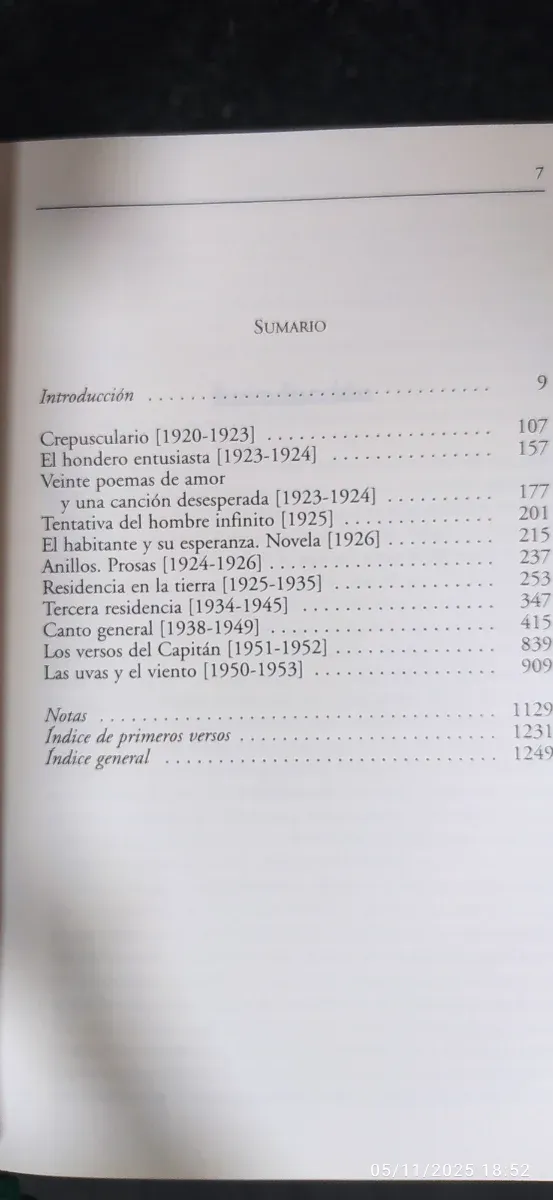 7
SUMARIO
Introducción . . . . . . . . . . . . . . . . . . . . . . . . . . . . . . . . 9
Crepusculario [1920-1923] . . . . . . . . . . . . . . . . . . . . . 107
El hondero entusiasta [1923-1924] . . . . . . . . . . . . . . . 157
Veinte poemas de amor
y una canción desesperada [1923-1924] . . . . . . . . . . 177
Tentativa del hombre infinito [1925] . . . . . . . . . . . . . . 201
El habitante y su esperanza. Novela [1926] . . . . . . . . . . 215
Anillos. Prosas [1924-1926] . . . . . . . . . . . . . . . . . . . . . 237
Residencia en la tierra [1925-1935] . . . . . . . . . . . . . . . 253
Tercera residencia [1934-1945] . . . . . . . . . . . . . . . . . . 347
Canto general [1938-1949] . . . . . . . . . . . . . . . . . . . . . 415
Los versos del Capitán [1951-1952] . . . . . . . . . . . . . . . 839
Las uvas y el viento [1950-1953] . . . . . . . . . . . . . . . . . 909
Notas . . . . . . . . . . . . . . . . . . . . . . . . . . . . . . . . . . . . . 1129
Índice de primeros versos . . . . . . . . . . . . . . . . . . . . . . . 1231
Índice general . . . . . . . . . . . . . . . . . . . . . . . . . . . . . . 1249
05/11/2025 18.52